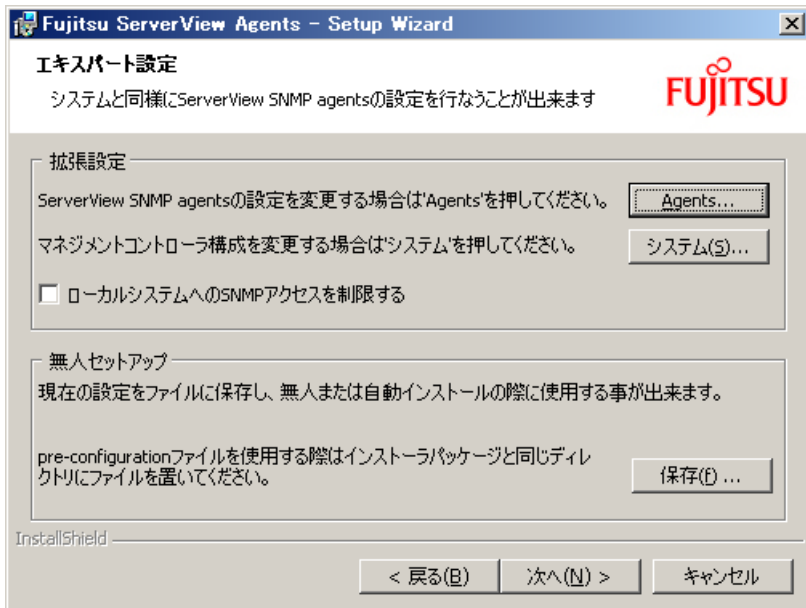 Fujitsu ServerView Agents - Setup Wizard
エキスパート設定
システムと同様にServerView SNMP agentsの設定を行なうことが出来ます
FUJITSU
拡張設定
ServerView SNMP agentsの設定を変更する場合は'Agents'を押してください。
Agents...
マネジメントコントローラ構成を変更する場合は'システム'を押してください。
システム(S)...
ローカルシステムへのSNMPアクセスを制限する
無人セットアップ
現在の設定をファイルに保存し、無人または自動インストールの際に使用する事が出来ます。
pre-configurationファイルを使用する際はインストーラパッケージと同じディレ
クトリにファイルを置いてください。
保存(f) ...
InstallShield
< 戻る(B)
次へ(N) >
キャンセル